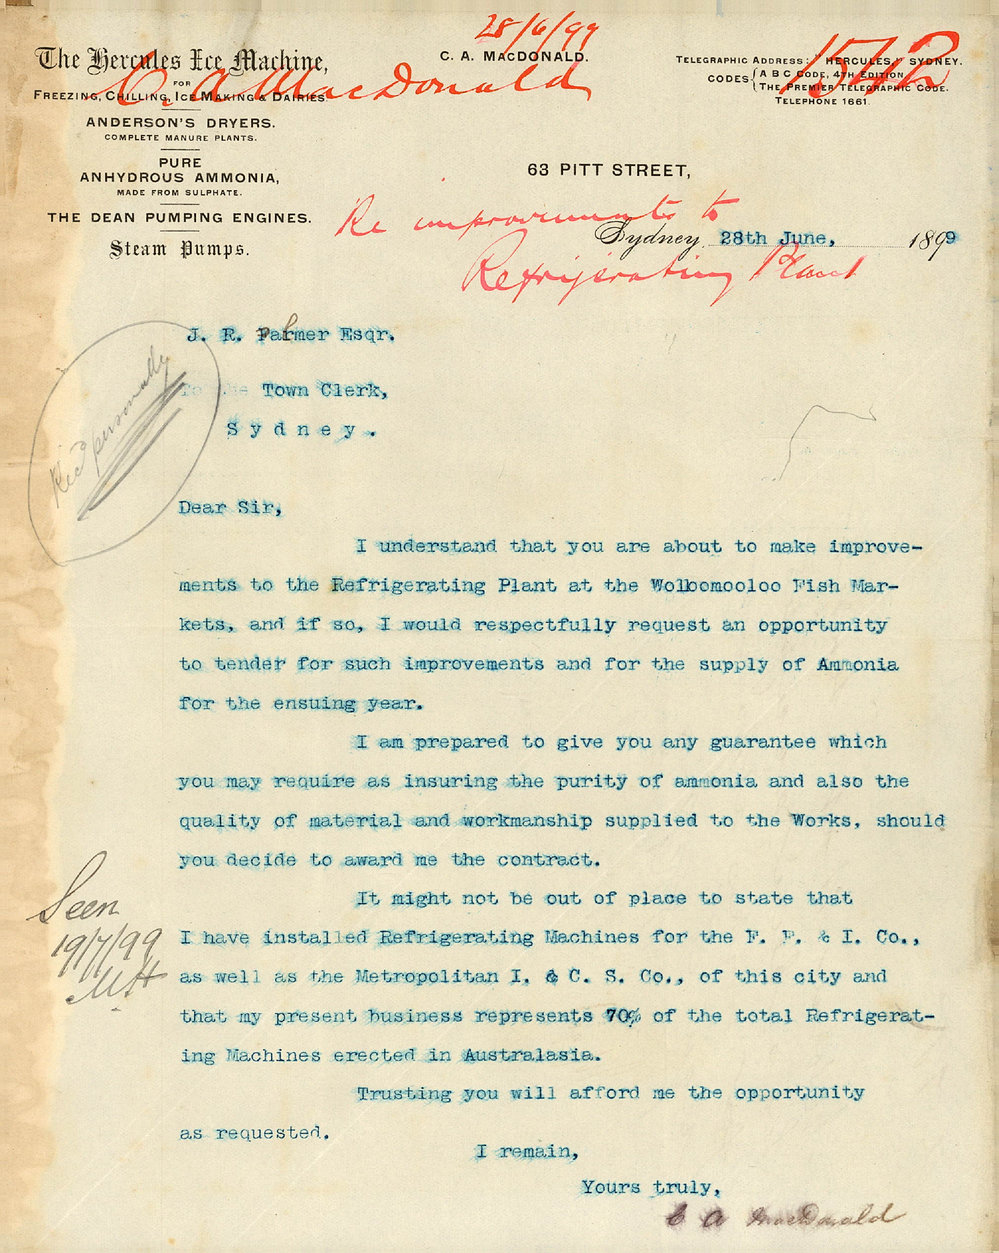 28/6/99
C. A. MacDonald
1542
The Hercules Ice Machine,
FOR
FREEZING, CHILLING, ICE MAKING & DAIRIES
ANDERSON'S DRYERS.
COMPLETE MANURE PLANTS.
PURE
ANHYDROUS AMMONIA,
MADE FROM SULPHATE.
THE DEAN PUMPING ENGINES.
Steam Pumps.
C. A. MACDONALD.
TELEGRAPHIC ADDRESS: "HERCULES," SYDNEY.
CODES {A B C CODE, 4TH EDITION
{THE PREMIER TELEGRAPHIC CODE.
TELEPHONE 1661.
63 PITT STREET,
Sydney, 28th June, 1899
Re improvements to
Refrigerating Plant
J. R. Palmer Esqr.
To the Town Clerk,
Sydney.
Rec'd personally
Dear Sir,
I understand that you are about to make improve-
ments to the Refrigerating Plant at the Wolloomooloo Fish Mar-
kets, and if so, I would respectfully request an opportunity
to tender for such improvements and for the supply of Ammonia
for the ensuing year.
I am prepared to give you any guarantee which
you may require as insuring the purity of ammonia and also the
quality of material and workmanship supplied to the Works, should
you decide to award me the contract.
It might not be out of place to state that
I have installed Refrigerating Machines for the F. F. & I. Co.,
as well as the Metropolitan I. & C. S. Co., of this city and
that my present business represents 70% of the total Refrigerat-
ing Machines erected in Australasia.
Trusting you will afford me the opportunity
as requested.
I remain,
Yours truly,
C A MacDonald
Seen
19/7/99